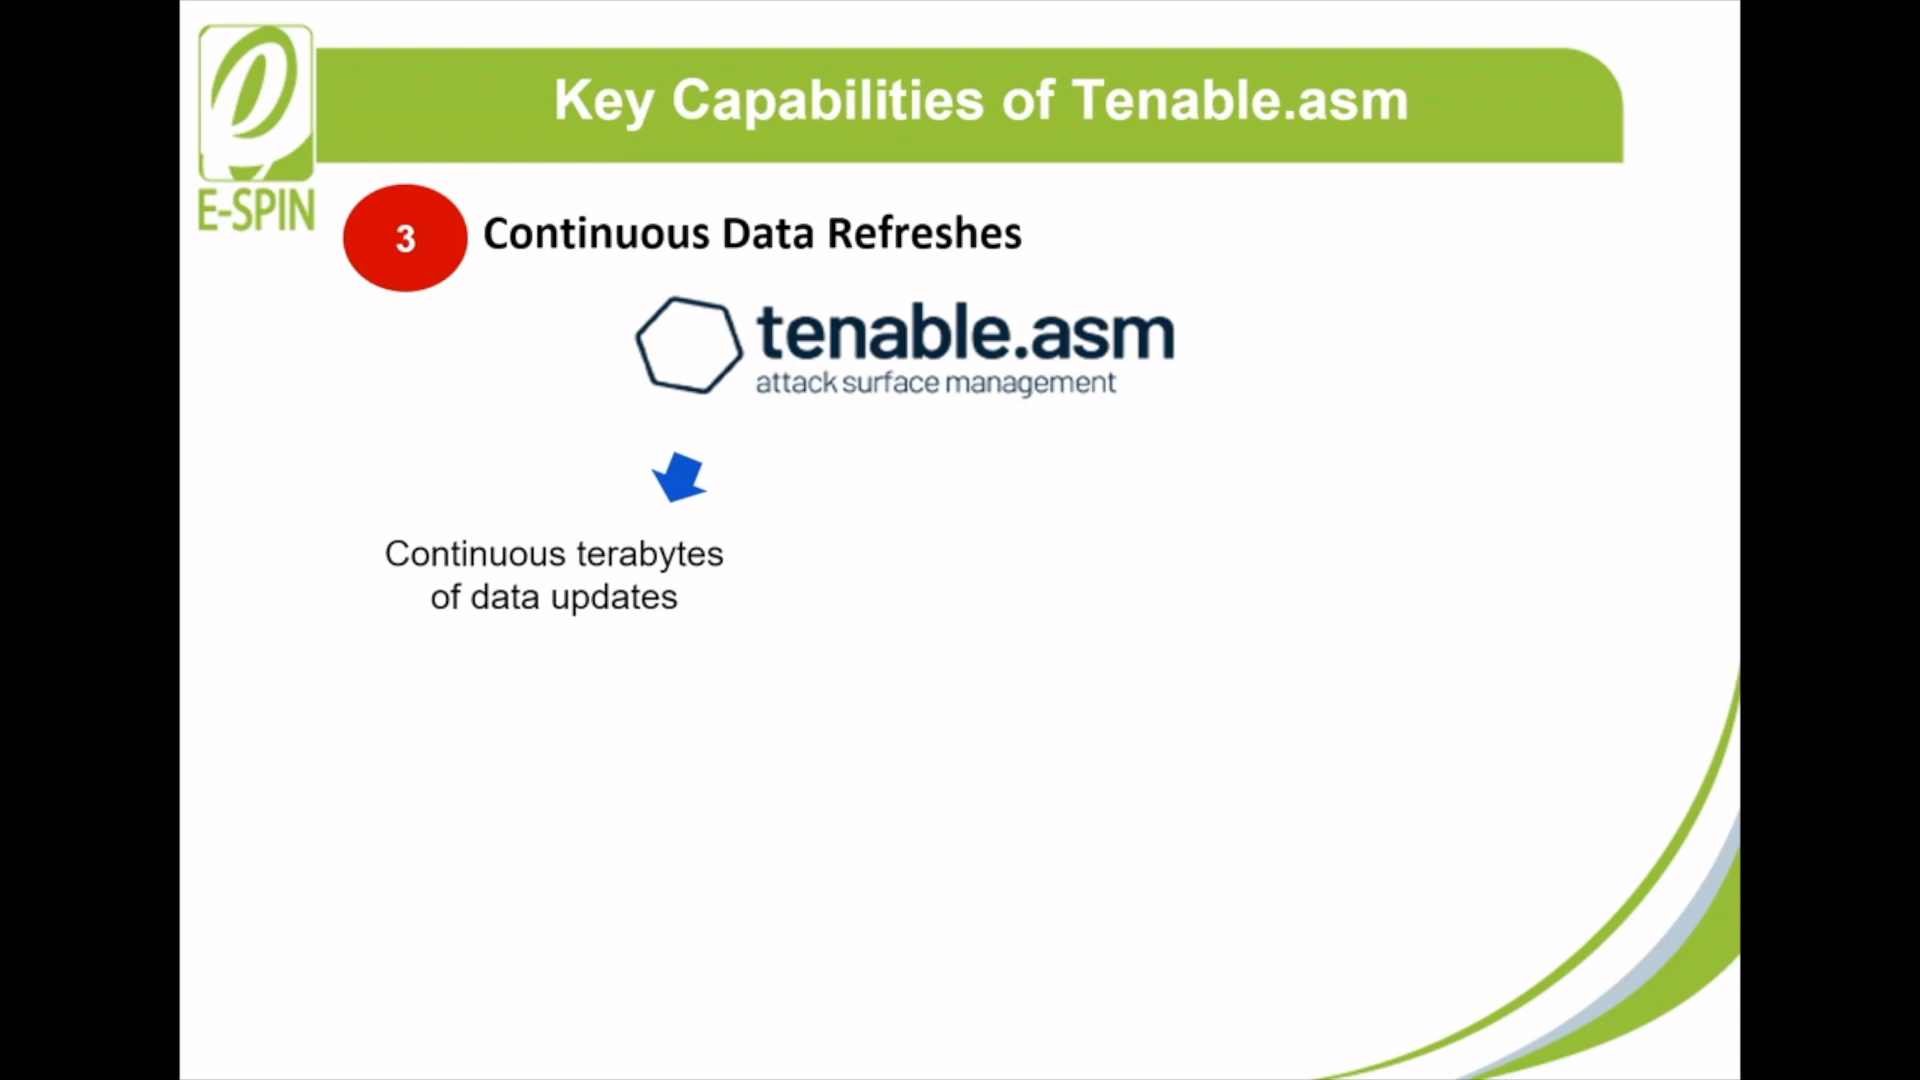 Key Capabilities of Tenable.asm
E-SPIN
3
Continuous Data Refreshes
tenable.asm
attack surface management
Continuous terabytes
of data updates